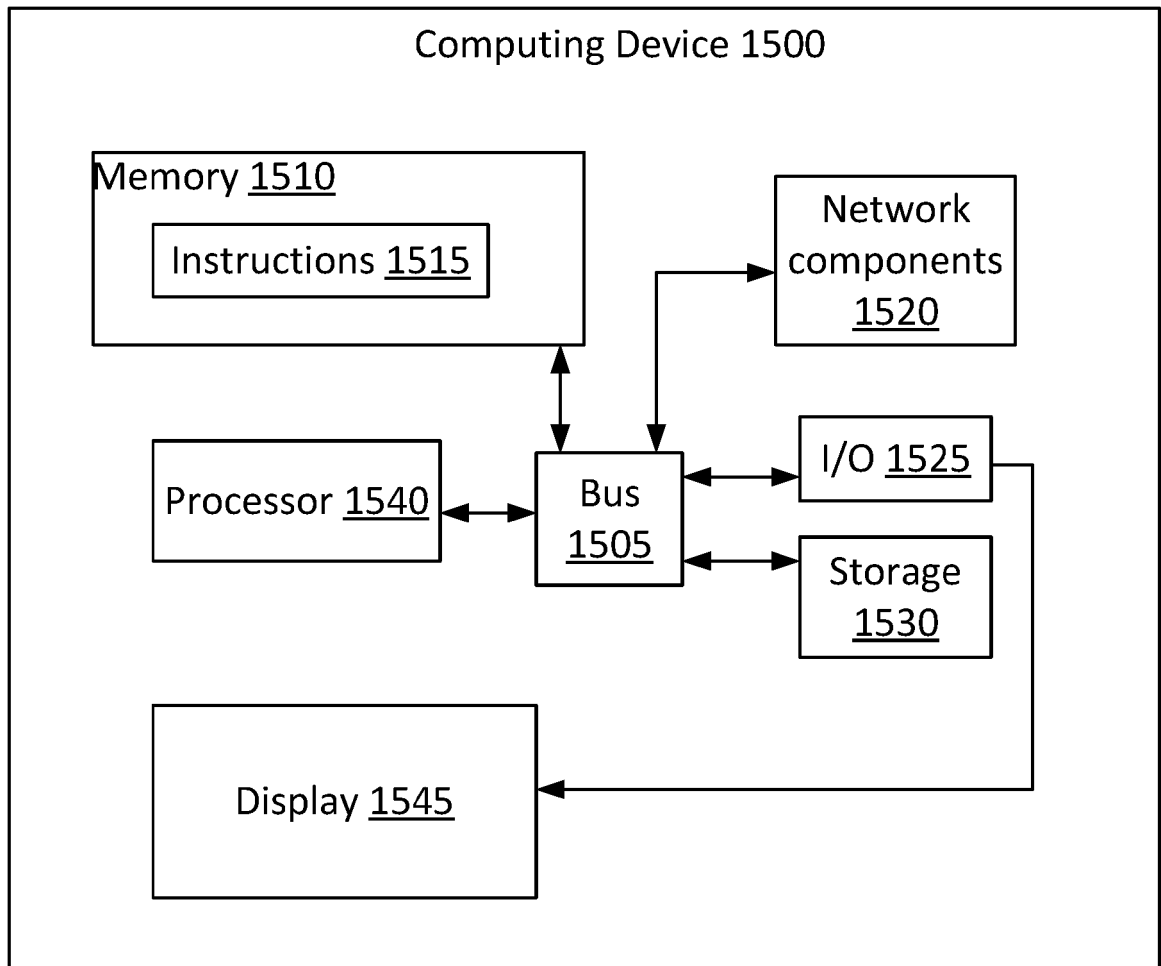 Computing Device 1500
Memory 1510
Instructions 1515
Network
components
1520
I/O 1525
Processor 1540
Bus
1505
Storage
1530
Display 1545